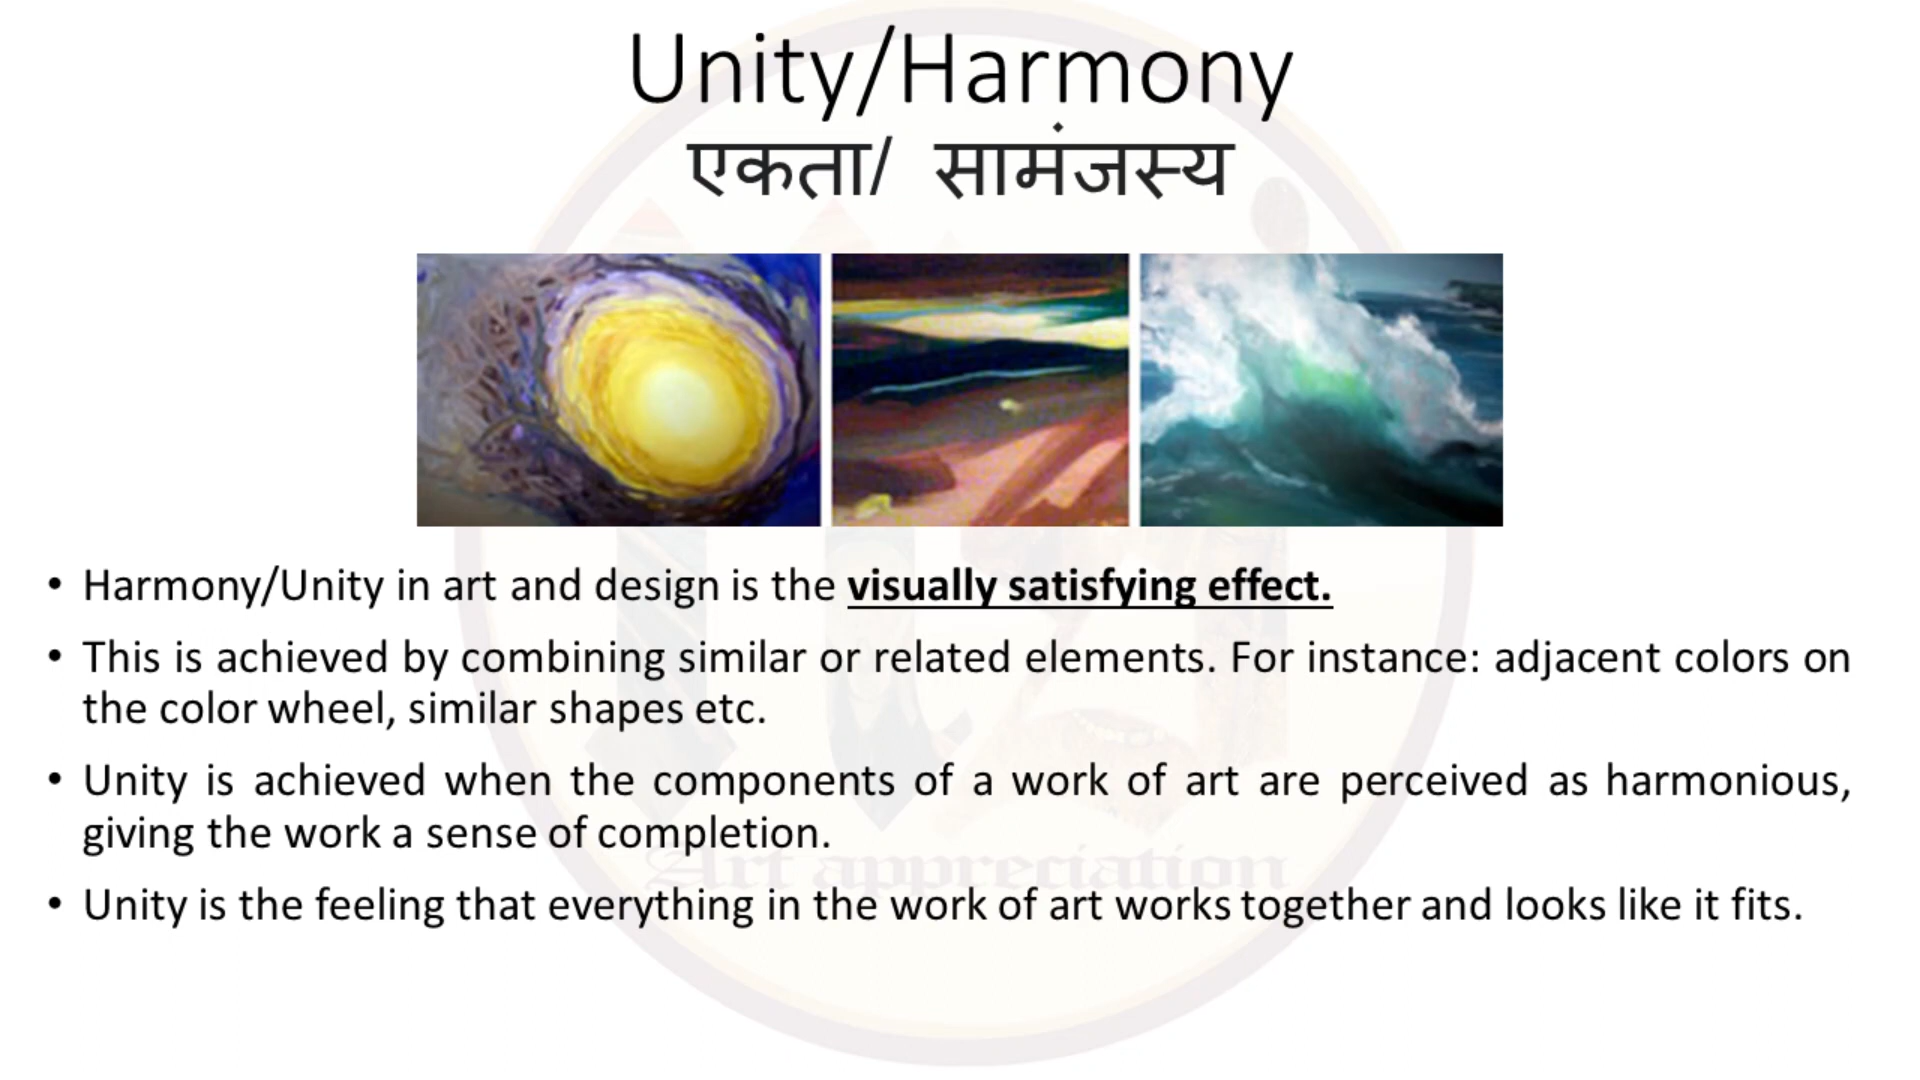 Unity/Harmony
एकता/ सामंजस्य
• Harmony/Unity in art and design is the visually satisfying effect.
• This is achieved by combining similar or related elements. For instance: adjacent colors on
the color wheel, similar shapes etc.
• Unity is achieved when the components of a work of art are perceived as harmonious,
giving the work a sense of completion.
Art appreciation
• Unity is the feeling that everything in the work of art works together and looks like it fits.